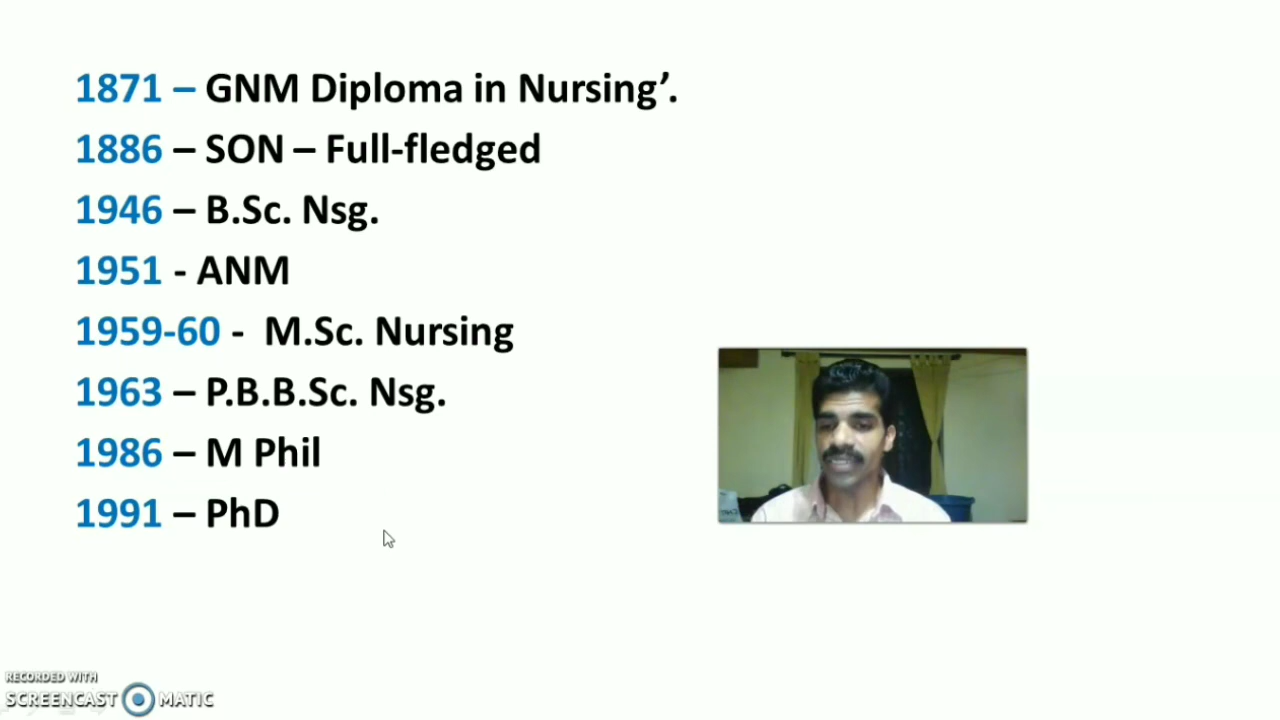 1871 – GNM Diploma in Nursing’.
1886 – SON – Full-fledged
1946 – B.Sc. Nsg.
1951 - ANM
1959-60 - M.Sc. Nursing
1963 – P.B.B.Sc. Nsg.
1986 – M Phil
1991 – PhD
RECORDED WITH
SCREENCAST MATIC